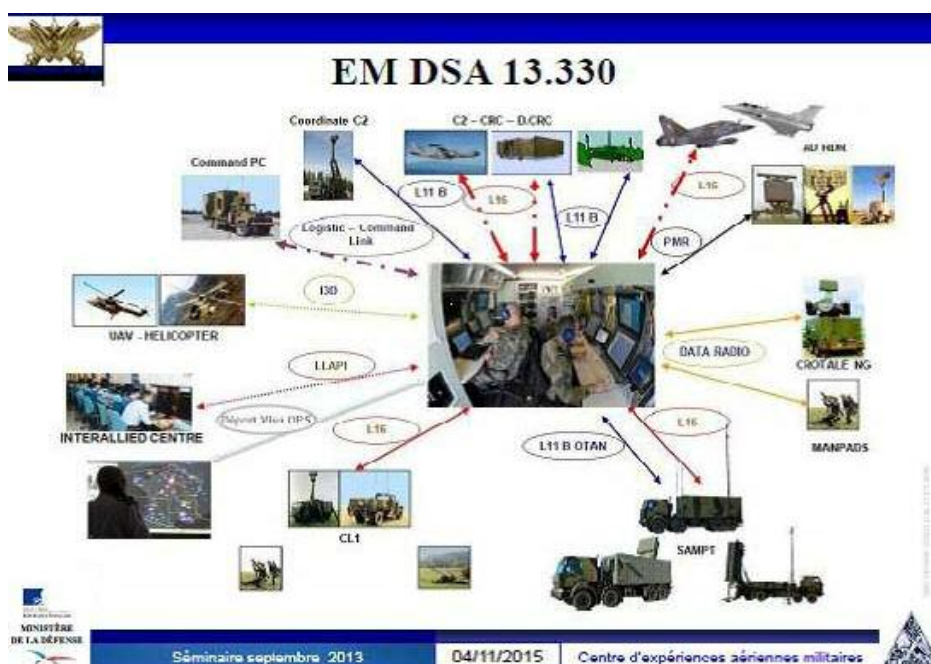 EM DSA 13.330
Coordinate C2
C2 – CRC – D.CRC
Command PC
L11 B
L16
L11 B
L16
PMR
Logistic – Command
Link
I3D
UAV - HELICOPTER
DATA RADIO
CROTALE NG
LLAPI
INTERALLIED CENTRE
L16
L11 B OTAN
L16
MANPADS
CL1
SAMPT
MINISTÈRE
DE LA DÉFENSE
Séminaire septembre 2013
04/11/2015
Centre d'expériences aériennes militaires